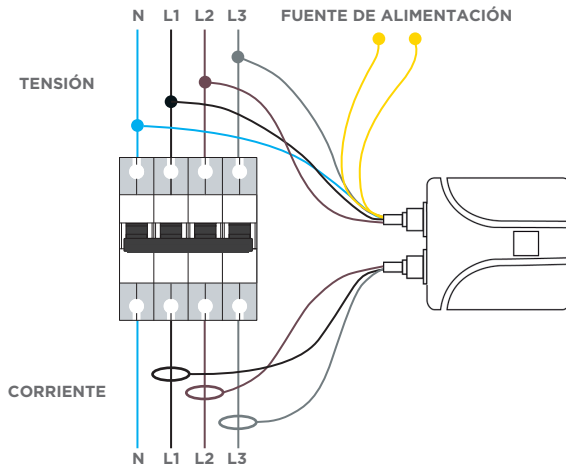 N L1 L2 L3 FUENTE DE ALIMENTACIÓN
TENSIÓN
CORRIENTE
N L1 L2 L3